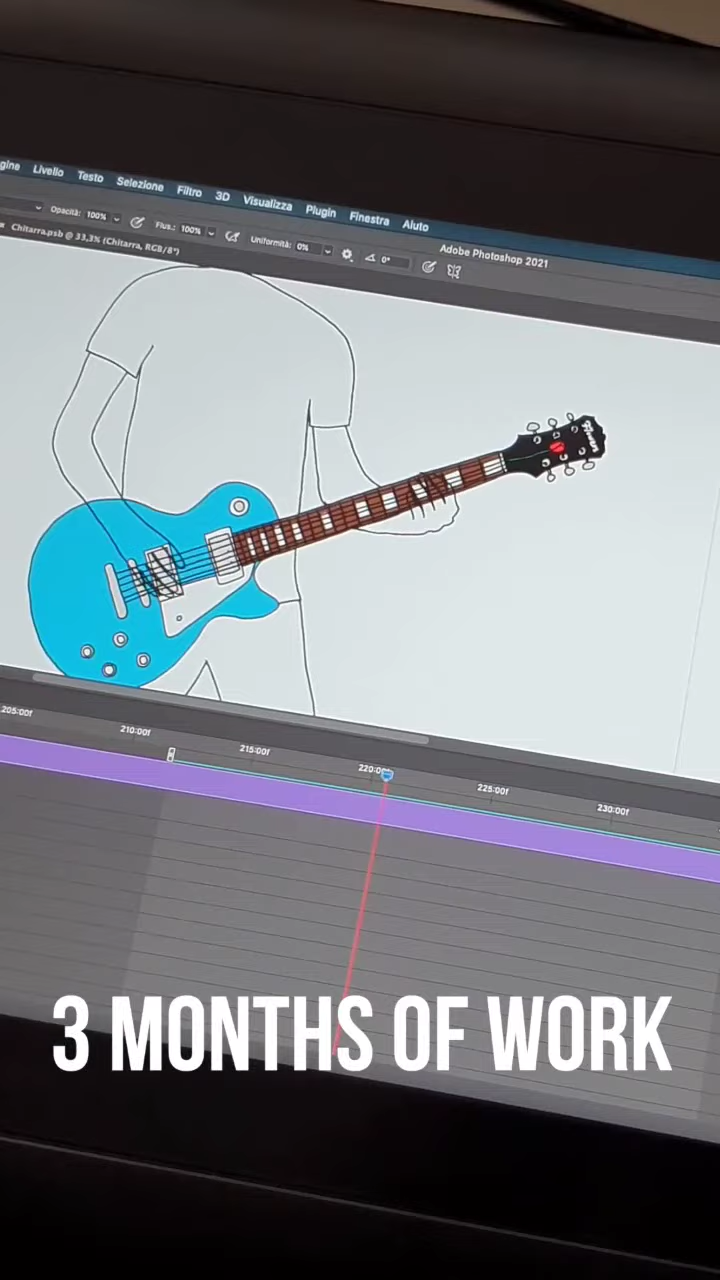 gine Livello Testo Selezione Filtro 3D Visualizza Plugin Finestra Aiuto
Opacità: 100% Flus.: 100% Uniformità: 0% 0°
Adobe Photoshop 2021
Chitarra.psb @ 33,3% (Chitarra, RGB/8*)
205:00f 210:00f 215:00f 220:00f 225:00f 230:00f
3 MONTHS OF WORK